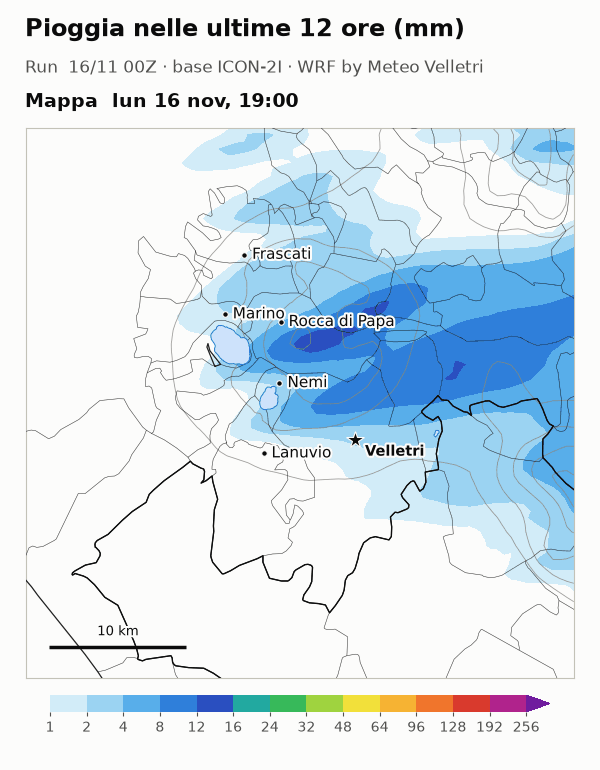 Pioggia nelle ultime 12 ore (mm)
Run  16/11 00Z · base ICON-2I · WRF by Meteo Velletri
Mappa  lun 16 nov, 19:00
Frascati
Marino
Rocca di Papa
Nemi
Velletri
Lanuvio
10 km
1 2 4 8 12 16 24 32 48 64 96 128 192 256